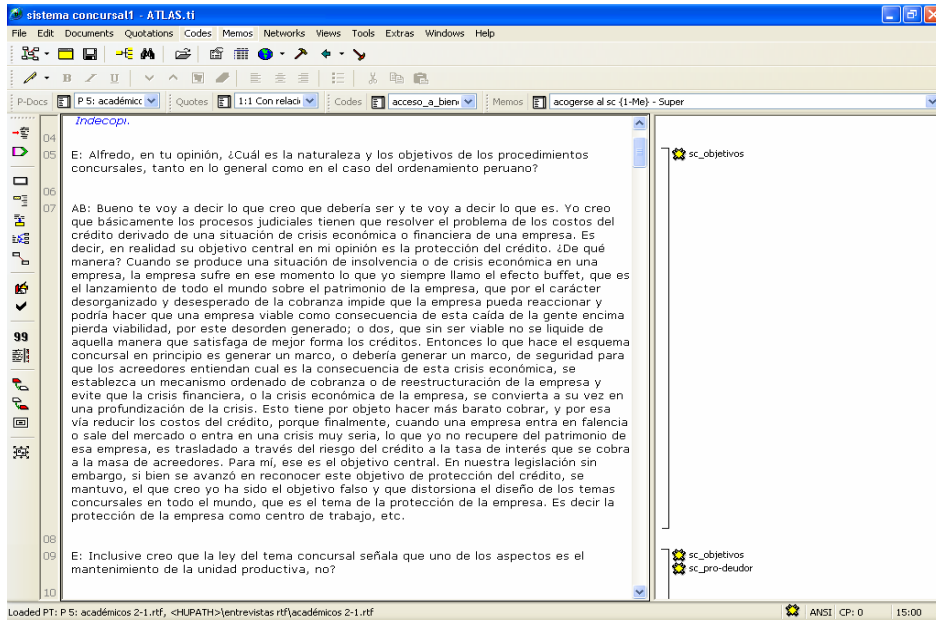 sistema concursal1 - ATLAS.ti
File Edit Documents Quotations Codes Memos Networks Views Tools Extras Windows Help
B I U
P-Docs P 5: académicc Quotes 1:1 Con relaci Codes acceso_a_bien Memos acogerse al sc {1-Me} - Super
Indecopi.
04
05 E: Alfredo, en tu opinión, ¿Cuál es la naturaleza y los objetivos de los procedimientos
concursales, tanto en lo general como en el caso del ordenamiento peruano?
sc_objetivos
06
07 AB: Bueno te voy a decir lo que creo que debería ser y te voy a decir lo que es. Yo creo
que básicamente los procesos judiciales tienen que resolver el problema de los costos del
crédito derivado de una situación de crisis económica o financiera de una empresa. Es
decir, en realidad su objetivo central en mi opinión es la protección del crédito. ¿De qué
manera? Cuando se produce una situación de insolvencia o de crisis económica en una
empresa, la empresa sufre en ese momento lo que yo siempre llamo el efecto buffet, que es
el lanzamiento de todo el mundo sobre el patrimonio de la empresa, que por el carácter
desorganizado y desesperado de la cobranza impide que la empresa pueda reaccionar y
podría hacer que una empresa viable como consecuencia de esta caída de la gente encima
pierda viabilidad, por este desorden generado; o dos, que sin ser viable no se liquide de
aquella manera que satisfaga de mejor forma los créditos. Entonces lo que hace el esquema
concursal en principio es generar un marco, o debería generar un marco, de seguridad para
que los acreedores entiendan cual es la consecuencia de esta crisis económica, se
establezca un mecanismo ordenado de cobranza o de reestructuración de la empresa y
evite que la crisis financiera, o la crisis económica de la empresa, se convierta a su vez en
una profundización de la crisis. Esto tiene por objeto hacer más barato cobrar, y por esa
vía reducir los costos del crédito, porque finalmente, cuando una empresa entra en falencia
o sale del mercado o entra en una crisis muy seria, lo que yo no recupere del patrimonio de
esa empresa, es trasladado a través del riesgo del crédito a la tasa de interés que se cobra
a la masa de acreedores. Para mí, ese es el objetivo central. En nuestra legislación sin
embargo, si bien se avanzó en reconocer este objetivo de protección del crédito, se
mantuvo, el que creo yo ha sido el objetivo falso y que distorsiona el diseño de los temas
concursales en todo el mundo, que es el tema de la protección de la empresa. Es decir la
protección de la empresa como centro de trabajo, etc.
08
09 E: Inclusive creo que la ley del tema concursal señala que uno de los aspectos es el
mantenimiento de la unidad productiva, no?
sc_objetivos
sc_pro-deudor
10
99
Loaded PT: P 5: académicos 2-1.rtf, <HUPATH>\entrevistas rtf\académicos 2-1.rtf ANSI CP: 0 15:00